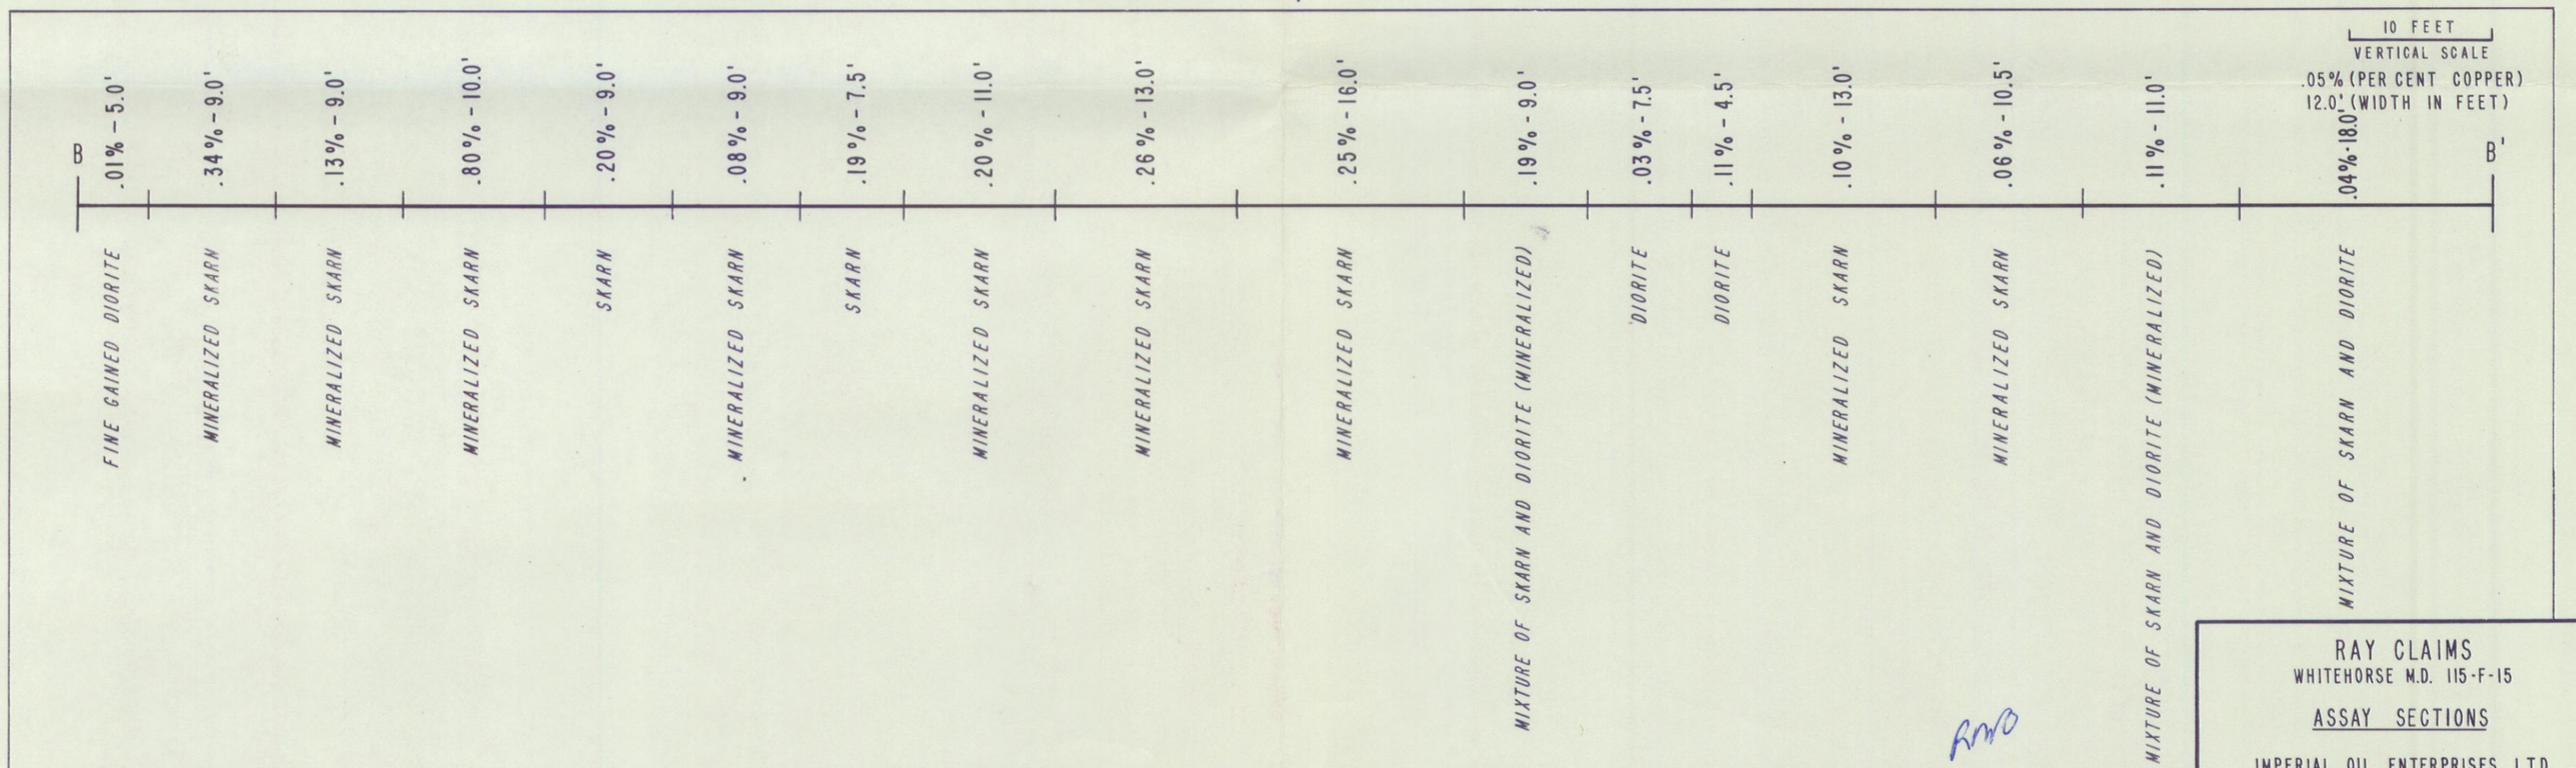 10 FEET
VERTICAL SCALE
.05% (PER CENT COPPER)
12.0' (WIDTH IN FEET)
B
.01% - 5.0'
.34% - 9.0'
.13% - 9.0'
.80% - 10.0'
.20% - 9.0'
.08% - 9.0'
.19% - 7.5'
.20% - 11.0'
.26% - 13.0'
.25% - 16.0'
.19% - 9.0'
.03% - 7.5'
.11% - 4.5'
.10% - 13.0'
.06% - 10.5'
.11% - 11.0'
.04% - 18.0'
B'
FINE GAINED DIORITE
MINERALIZED SKARN
MINERALIZED SKARN
MINERALIZED SKARN
SKARN
MINERALIZED SKARN
SKARN
MINERALIZED SKARN
MINERALIZED SKARN
MINERALIZED SKARN
MIXTURE OF SKARN AND DIORITE (MINERALIZED)
DIORITE
DIORITE
MINERALIZED SKARN
MINERALIZED SKARN
MIXTURE OF SKARN AND DIORITE (MINERALIZED)
MIXTURE OF SKARN AND DIORITE
RAY CLAIMS
WHITEHORSE M.D. 115-F-15
ASSAY SECTIONS
IMPERIAL OIL ENTERPRISES LTD